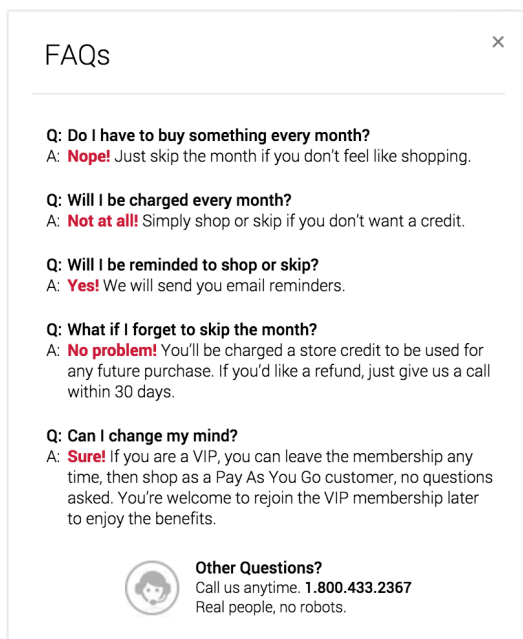 FAQs
Q: Do I have to buy something every month?
A: Nope! Just skip the month if you don't feel like shopping.
Q: Will I be charged every month?
A: Not at all! Simply shop or skip if you don't want a credit.
Q: Will I be reminded to shop or skip?
A: Yes! We will send you email reminders.
Q: What if I forget to skip the month?
A: No problem! You'll be charged a store credit to be used for
any future purchase. If you'd like a refund, just give us a call
within 30 days.
Q: Can I change my mind?
A: Sure! If you are a VIP, you can leave the membership any
time, then shop as a Pay As You Go customer, no questions
asked. You're welcome to rejoin the VIP membership later
to enjoy the benefits.
Other Questions?
Call us anytime. 1.800.433.2367
Real people, no robots.